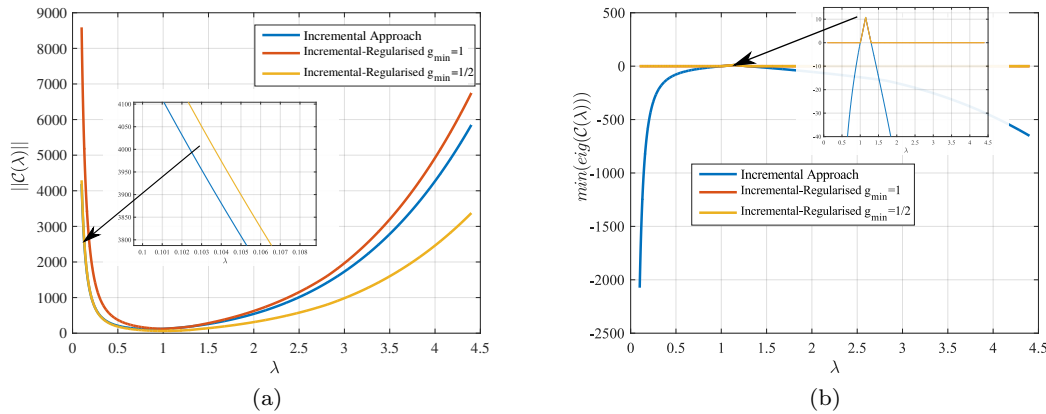 9000
8000
7000
6000
5000
4000
3000
2000
1000
0
||C(λ)||
Incremental Approach
Incremental-Regularised gmin=1
Incremental-Regularised gmin=1/2
4100
4050
4000
3950
3900
3850
3800
0.1 0.101 0.102 0.103 0.104 0.105 0.106 0.107 0.108
λ
0 0.5 1 1.5 2 2.5 3 3.5 4 4.5
λ
(a)
500
0
-500
-1000
-1500
-2000
-2500
min(eig(C(λ)))
10
0
-10
-20
-30
-40
0 0.5 1 1.5 2 2.5 3 3.5 4 4.5
λ
Incremental Approach
Incremental-Regularised gmin=1
Incremental-Regularised gmin=1/2
0 0.5 1 1.5 2 2.5 3 3.5 4 4.5
λ
(b)